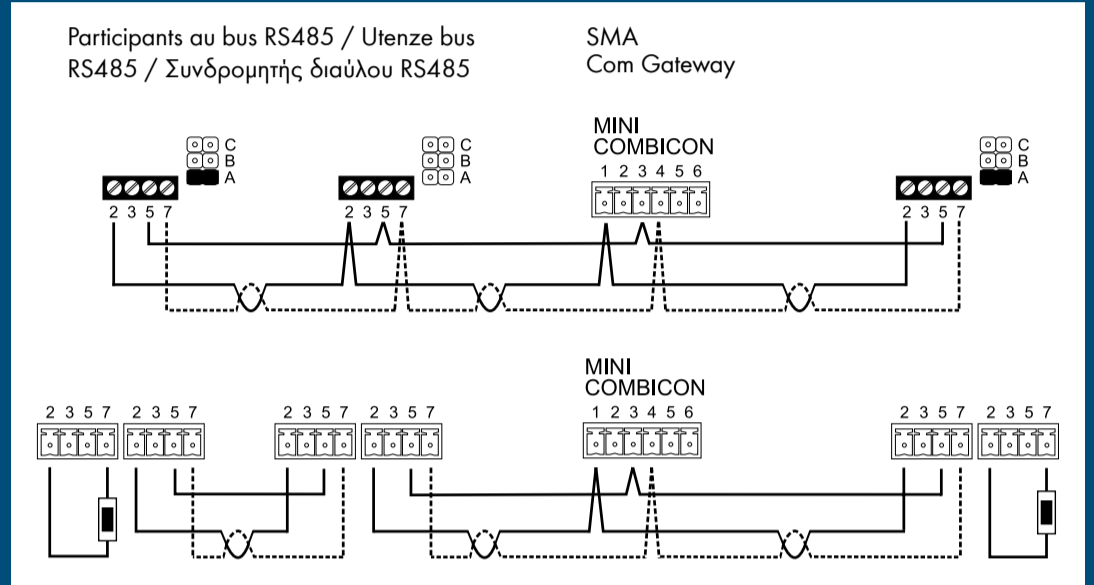 Participants au bus RS485 / Utenze bus
RS485 / Συνδρομητής διαύλου RS485
SMA
Com Gateway
C
B
A
C
B
A
MINI
COMBICON
1 2 3 4 5 6
C
B
A
2 3 5 7
2 3 5 7
2 3 5 7
MINI
COMBICON
2 3 5 7
2 3 5 7
2 3 5 7
2 3 5 7
1 2 3 4 5 6
2 3 5 7
2 3 5 7